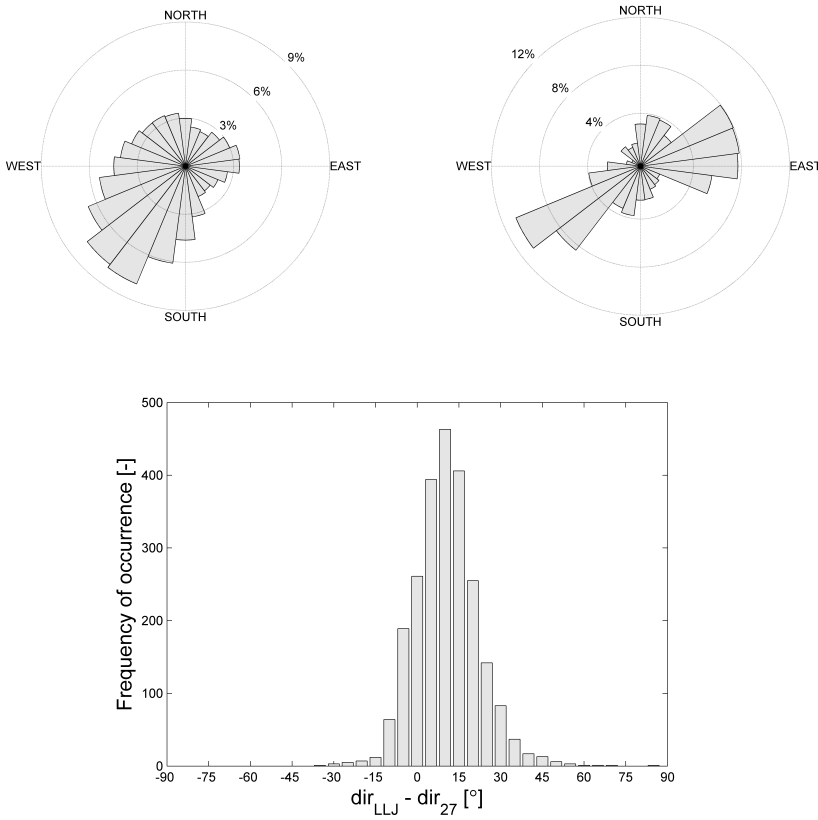 NORTH
9%
6%
3%
WEST
EAST
SOUTH
NORTH
12%
8%
4%
WEST
EAST
SOUTH
500
400
300
200
100
0
Frequency of occurrence [-]
-90 -75 -60 -45 -30 -15 0 15 30 45 60 75 90
dir_LLJ - dir_27 [°]